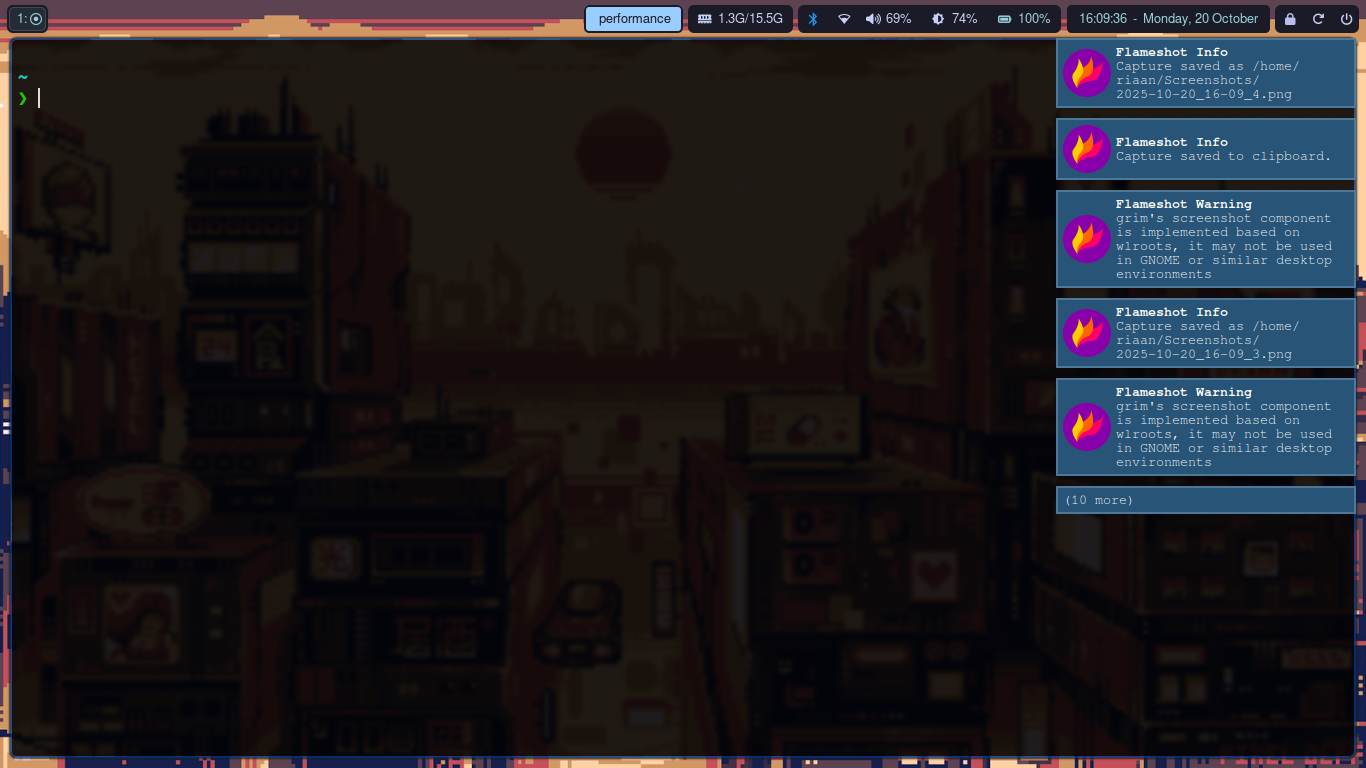 1:
performance
1.3G/15.5G
69%
74%
100%
16:09:36 - Monday, 20 October
~
❯
Flameshot Info
Capture saved as /home/
riaan/Screenshots/
2025-10-20_16-09_4.png
Flameshot Info
Capture saved to clipboard.
Flameshot Warning
grim's screenshot component
is implemented based on
wlroots, it may not be used
in GNOME or similar desktop
environments
Flameshot Info
Capture saved as /home/
riaan/Screenshots/
2025-10-20_16-09_3.png
Flameshot Warning
grim's screenshot component
is implemented based on
wlroots, it may not be used
in GNOME or similar desktop
environments
(10 more)
食